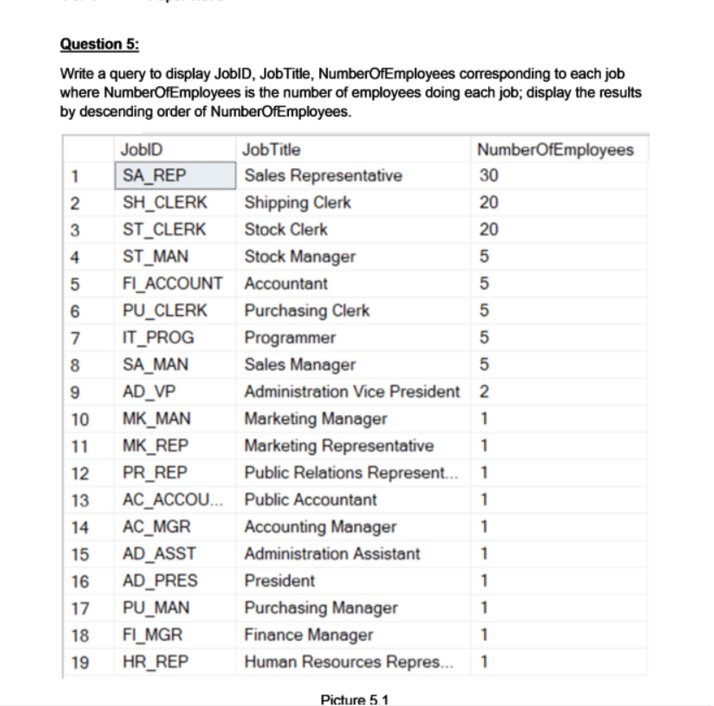 Question 5:
Write a query to display JobID, JobTitle, NumberOfEmployees corresponding to each job
where NumberOfEmployees is the number of employees doing each job; display the results
by descending order of NumberOfEmployees.
JobID JobTitle NumberOfEmployees
1 SA_REP Sales Representative 30
2 SH_CLERK Shipping Clerk 20
3 ST_CLERK Stock Clerk 20
4 ST_MAN Stock Manager 5
5 FI_ACCOUNT Accountant 5
6 PU_CLERK Purchasing Clerk 5
7 IT_PROG Programmer 5
8 SA_MAN Sales Manager 5
9 AD_VP Administration Vice President 2
10 MK_MAN Marketing Manager 1
11 MK_REP Marketing Representative 1
12 PR_REP Public Relations Represent... 1
13 AC_ACCOU... Public Accountant 1
14 AC_MGR Accounting Manager 1
15 AD_ASST Administration Assistant 1
16 AD_PRES President 1
17 PU_MAN Purchasing Manager 1
18 FI_MGR Finance Manager 1
19 HR_REP Human Resources Repres... 1
Picture 5.1